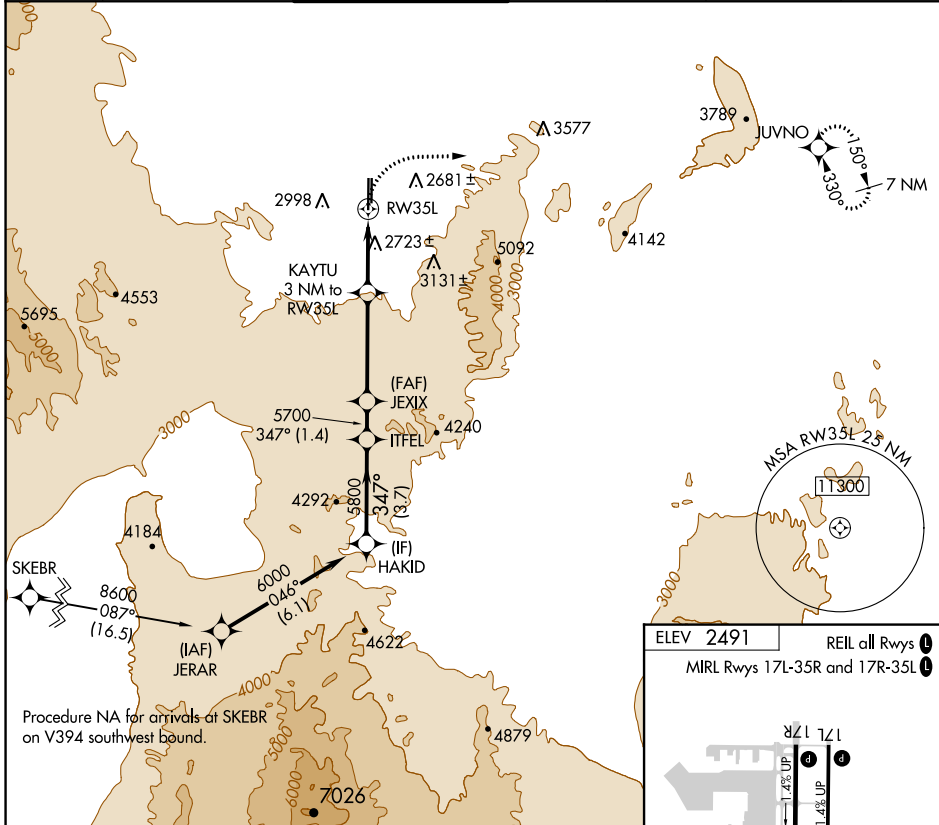 3789
JUVNO
150°
330°
7 NM
3577
2681±
2998
RW35L
2723±
4142
5092
3131±
4000
3000
KAYTU
3 NM to
RW35L
4553
5695
5000
(FAF)
JEXIX
5700
347° (1.4)
ITFEL
4240
3000
MSA RW35L 25 NM
11300
4292
5800
347°
(3.7)
4184
(IF)
HAKID
SKEBR
8600
087°
(16.5)
6000
046°
(6.1)
(IAF)
JERAR
4622
3000
4000
Procedure NA for arrivals at SKEBR
on V394 southwest bound.
5000
6000
7026
4879
ELEV 2491
REIL all Rwys L
MIRL Rwys 17L-35R and 17R-35L L
17R
17L
P
P
1.4% UP
1.4% UP